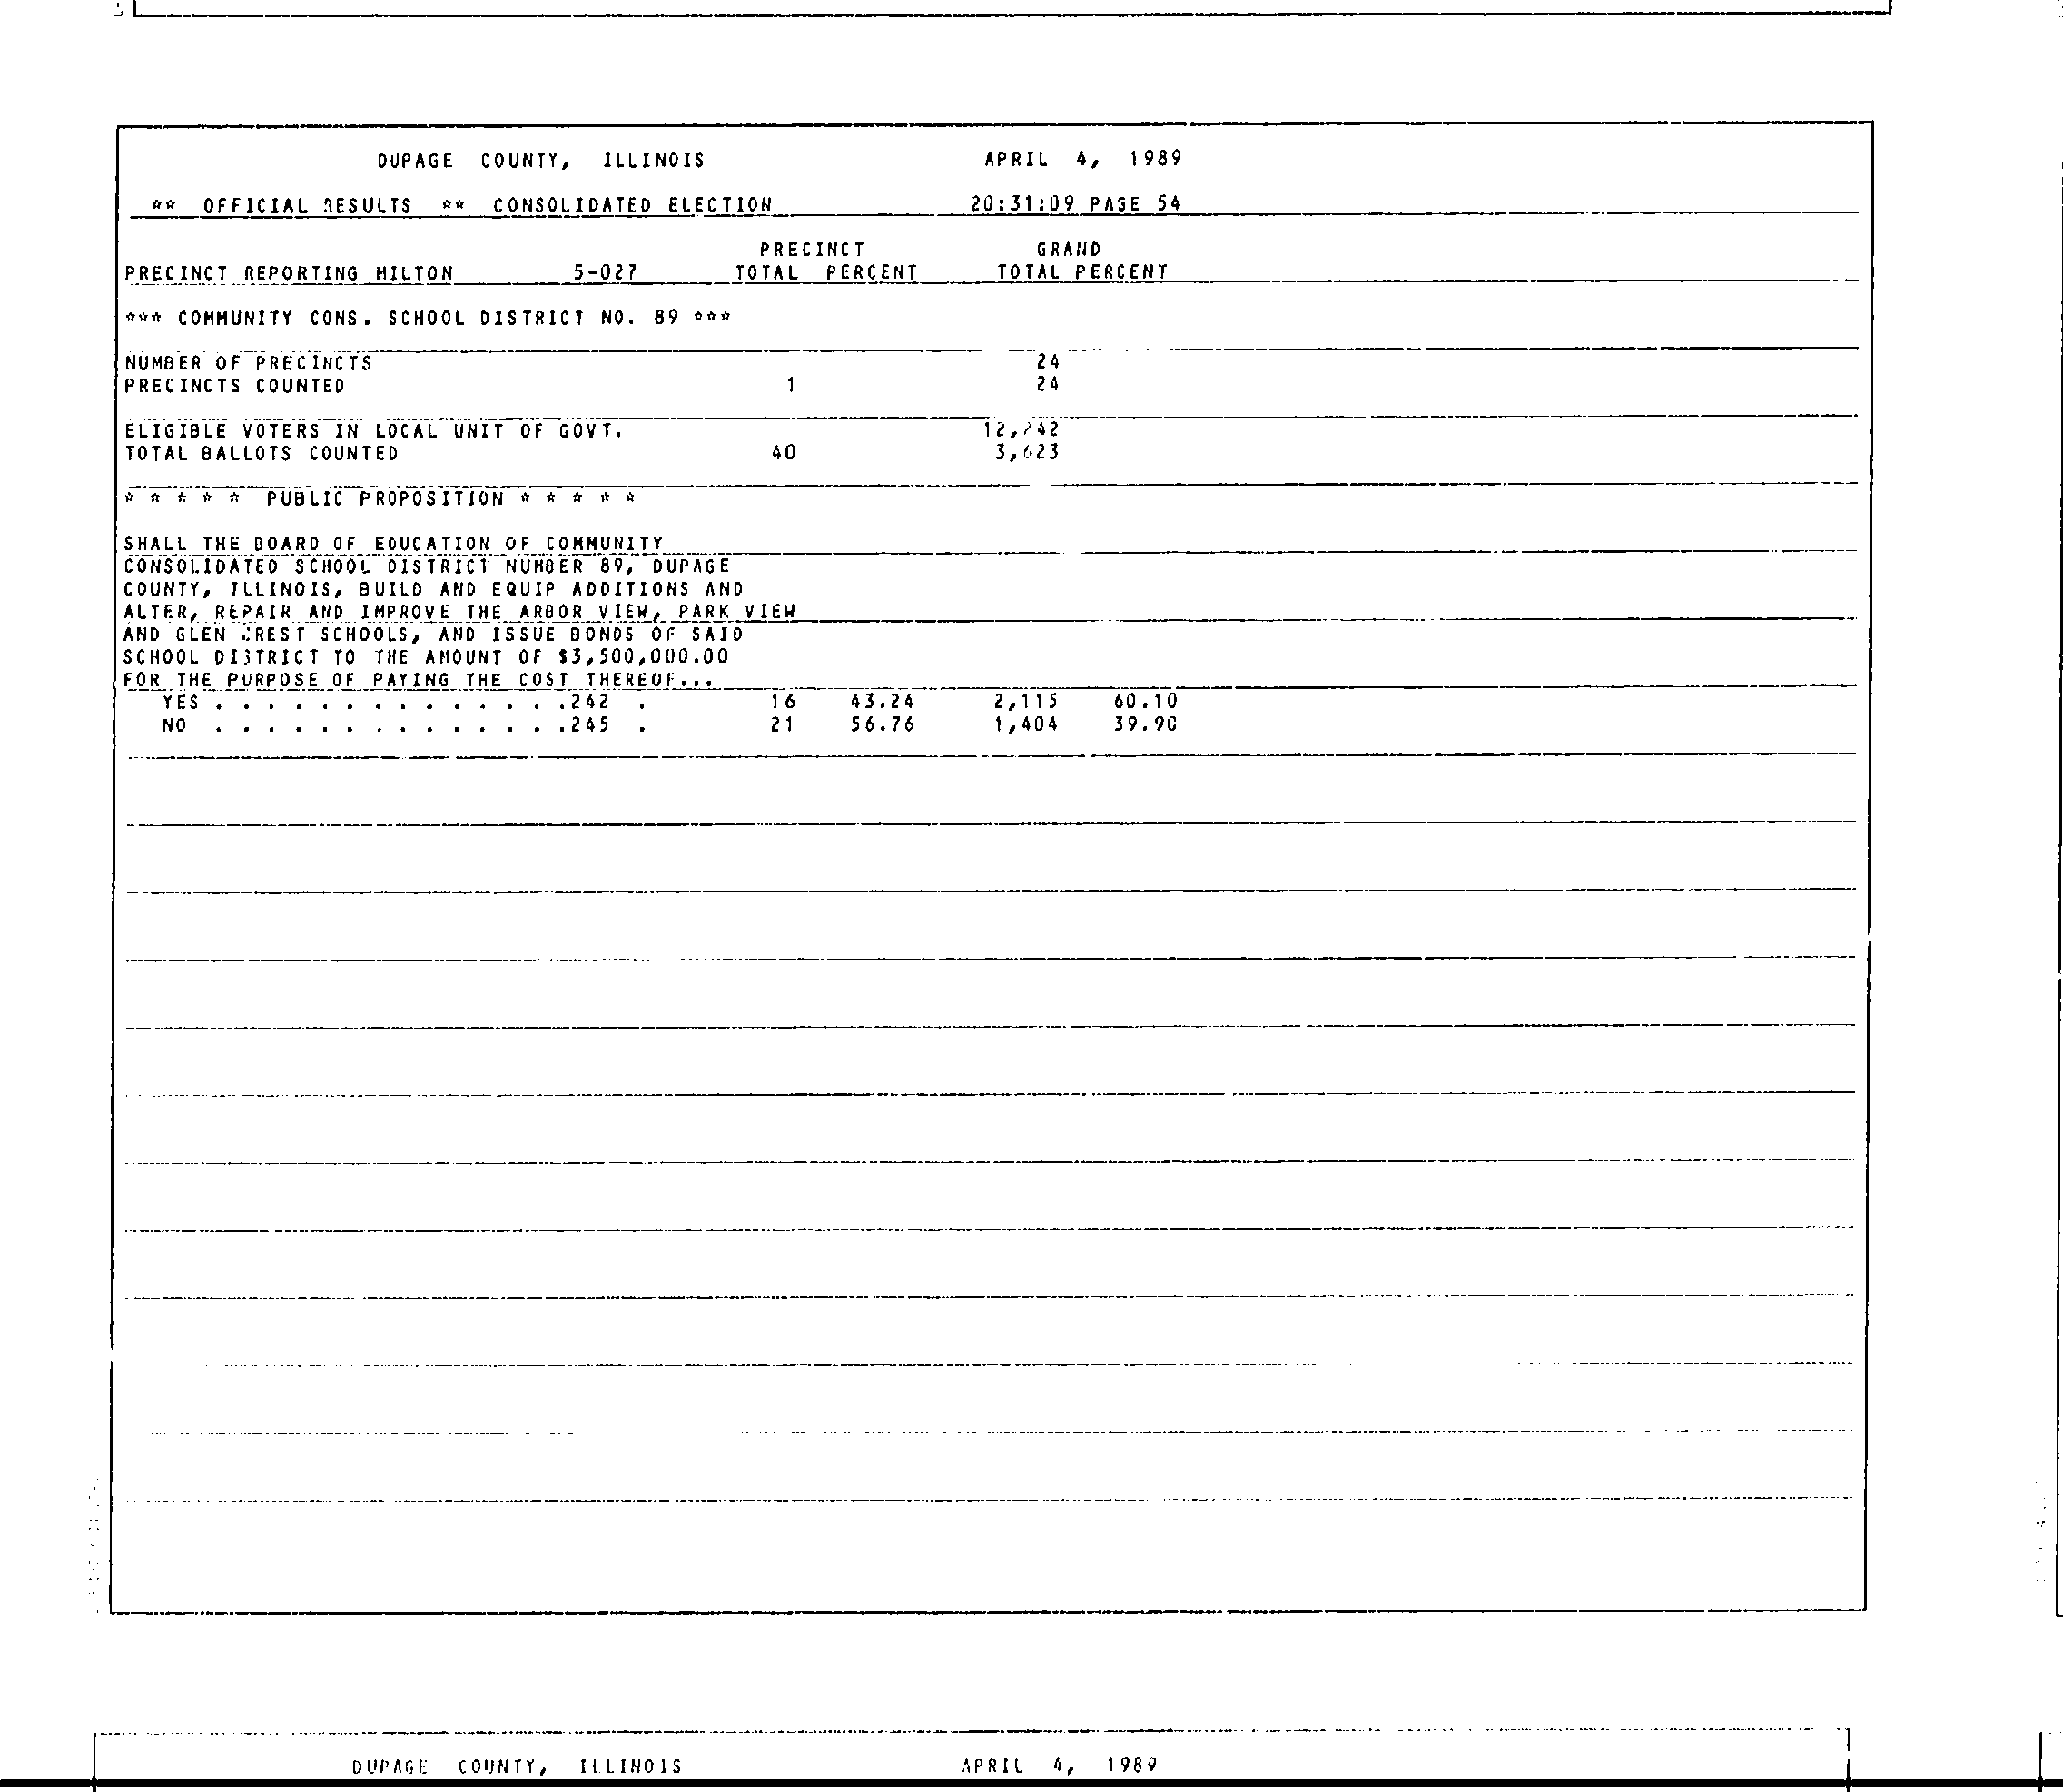 DUPAGE COUNTY, ILLINOIS APRIL 4, 1989
** OFFICIAL RESULTS ** CONSOLIDATED ELECTION 20:31:09 PAGE 54
PRECINCT GRAND
PRECINCT REPORTING MILTON 5-027 TOTAL PERCENT TOTAL PERCENT
*** COMMUNITY CONS. SCHOOL DISTRICT NO. 89 ***
NUMBER OF PRECINCTS 24
PRECINCTS COUNTED 1 24
ELIGIBLE VOTERS IN LOCAL UNIT OF GOVT. 12,242
TOTAL BALLOTS COUNTED 40 3,623
* * * * * PUBLIC PROPOSITION * * * * *
SHALL THE BOARD OF EDUCATION OF COMMUNITY
CONSOLIDATED SCHOOL DISTRICT NUMBER 89, DUPAGE
COUNTY, ILLINOIS, BUILD AND EQUIP ADDITIONS AND
ALTER, REPAIR AND IMPROVE THE ARBOR VIEW, PARK VIEW
AND GLEN CREST SCHOOLS, AND ISSUE BONDS OF SAID
SCHOOL DISTRICT TO THE AMOUNT OF $3,500,000.00
FOR THE PURPOSE OF PAYING THE COST THEREOF...
YES . . . . . . . . . . . . . .242 . 16 43.24 2,115 60.10
NO . . . . . . . . . . . . . .245 . 21 56.76 1,404 39.90
DUPAGE COUNTY, ILLINOIS APRIL 4, 1989